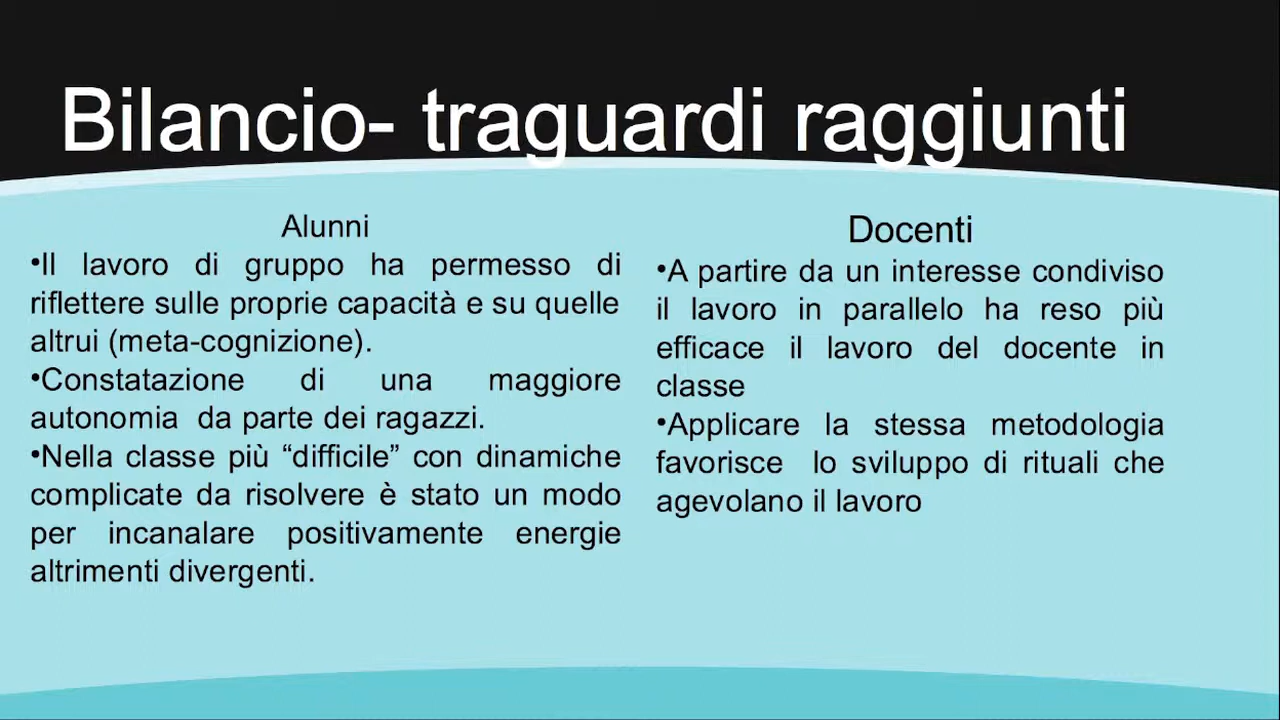 Bilancio- traguardi raggiunti
Alunni
•Il lavoro di gruppo ha permesso di
riflettere sulle proprie capacità e su quelle
altrui (meta-cognizione).
•Constatazione di una maggiore
autonomia da parte dei ragazzi.
•Nella classe più “difficile” con dinamiche
complicate da risolvere è stato un modo
per incanalare positivamente energie
altrimenti divergenti.
Docenti
•A partire da un interesse condiviso
il lavoro in parallelo ha reso più
efficace il lavoro del docente in
classe
•Applicare la stessa metodologia
favorisce lo sviluppo di rituali che
agevolano il lavoro